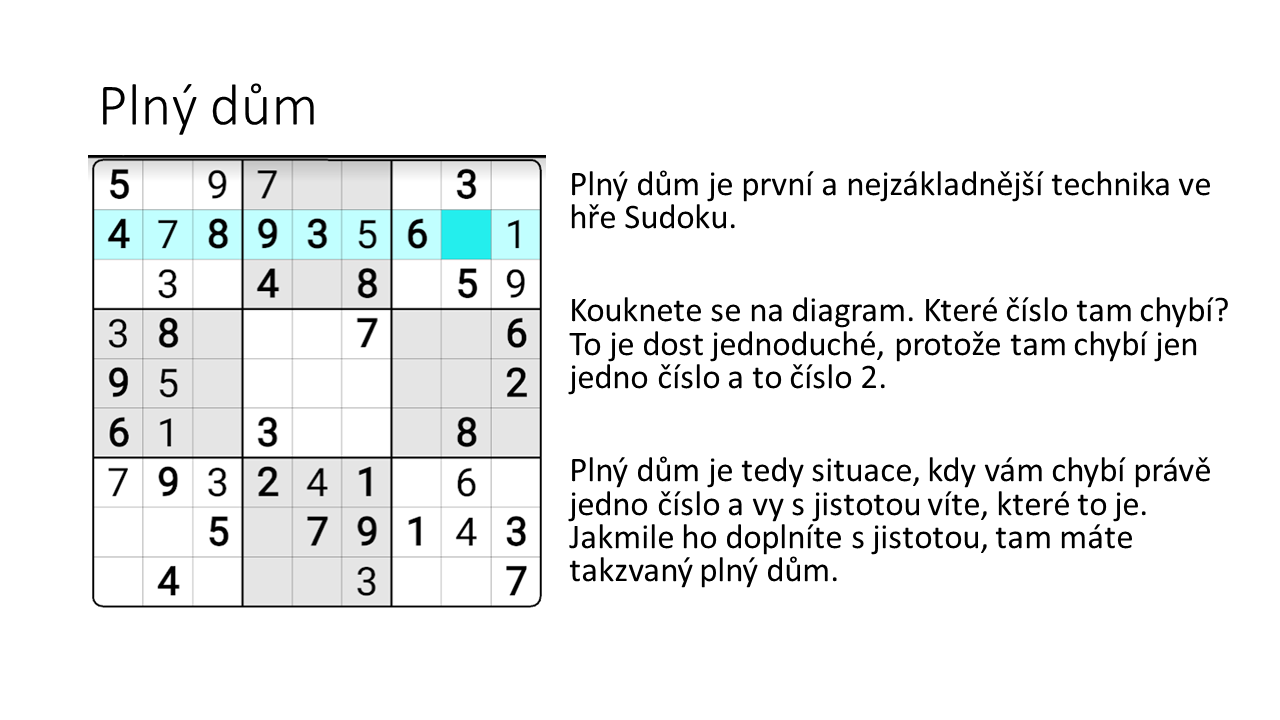 Plný dům
5 9 7 3
4 7 8 9 3 5 6 1
3 4 8 5 9
3 8 7 6
9 5 2
6 1 3 8
7 9 3 2 4 1 6
5 7 9 1 4 3
4 3 7
Plný dům je první a nejzákladnější technika ve
hře Sudoku.
Kouknete se na diagram. Které číslo tam chybí?
To je dost jednoduché, protože tam chybí jen
jedno číslo a to číslo 2.
Plný dům je tedy situace, kdy vám chybí právě
jedno číslo a vy s jistotou víte, které to je.
Jakmile ho doplníte s jistotou, tam máte
takzvaný plný dům.